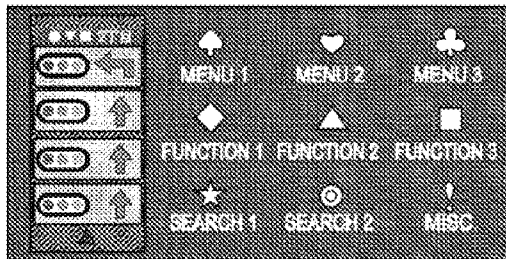 MENU 1 MENU 2 MENU 3
FUNCTION 1 FUNCTION 2 FUNCTION 3
SEARCH 1 SEARCH 2 MISC